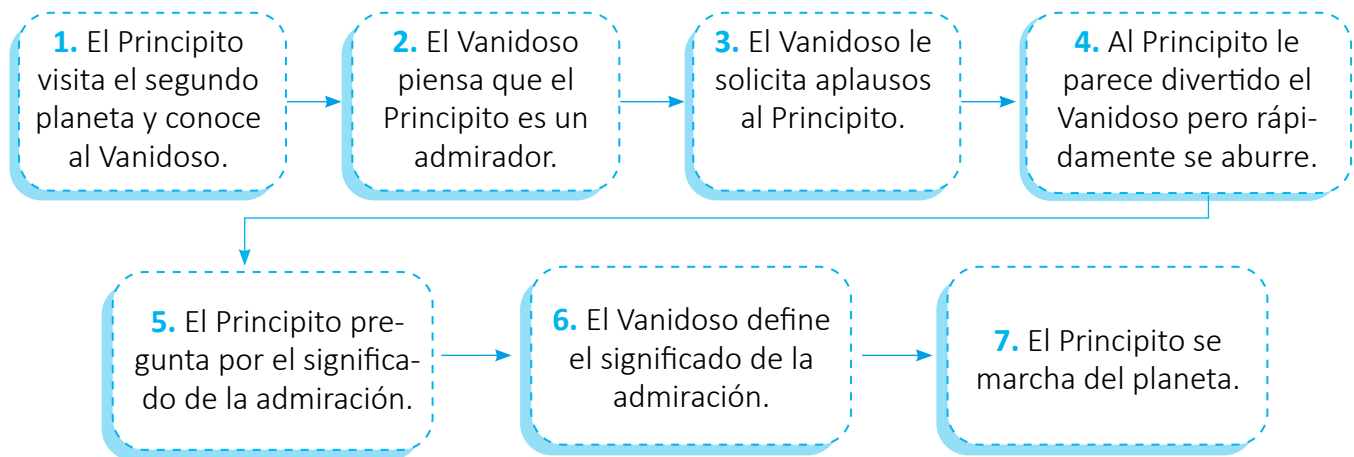 1. El Principito
visita el segundo
planeta y conoce
al Vanidoso.
2. El Vanidoso
piensa que el
Principito es un
admirador.
3. El Vanidoso le
solicita aplausos
al Principito.
4. Al Principito le
parece divertido el
Vanidoso pero rápi-
damente se aburre.
5. El Principito pre-
gunta por el significa-
do de la admiración.
6. El Vanidoso define
el significado de la
admiración.
7. El Principito se
marcha del planeta.